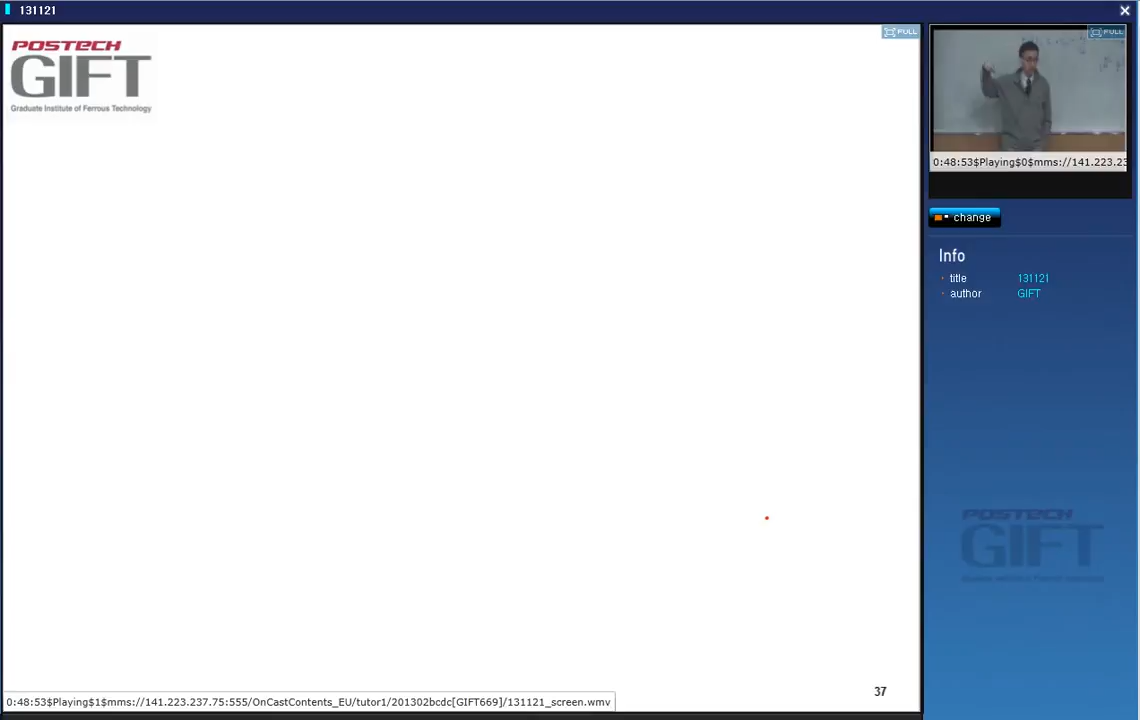 131121
POSTECH
GIFT
Graduate Institute of Ferrous Technology
FULL
FULL
0:48:53$Playing$0$mms://141.223.23
change
Info
title 131121
author GIFT
POSTECH
GIFT
37
0:48:53$Playing$1$mms://141.223.237.75:555/OnCastContents_EU/tutor1/201302bcdc[GIFT669]/131121_screen.wmv